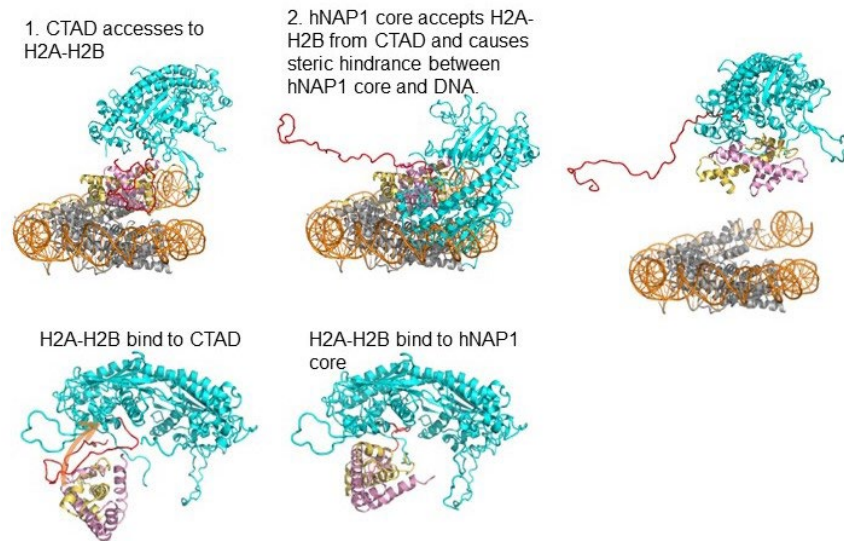 1. CTAD accesses to
H2A-H2B
2. hNAP1 core accepts H2A-
H2B from CTAD and causes
steric hindrance between
hNAP1 core and DNA.
H2A-H2B bind to CTAD
H2A-H2B bind to hNAP1
core